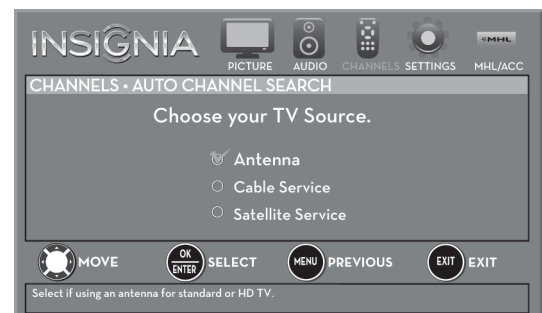 INSIGNIA
PICTURE AUDIO CHANNELS SETTINGS MHL MHL/ACC
CHANNELS • AUTO CHANNEL SEARCH
Choose your TV Source.
Antenna
Cable Service
Satellite Service
MOVE OK ENTER SELECT MENU PREVIOUS EXIT EXIT
Select if using an antenna for standard or HD TV.